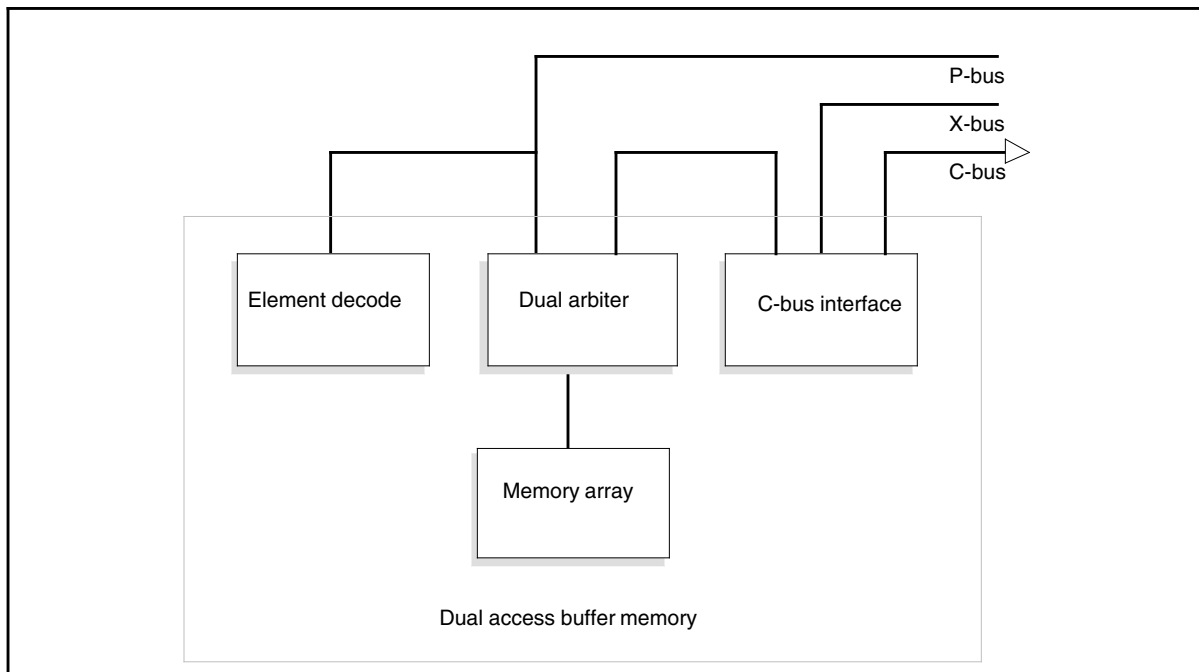 P-bus
X-bus
C-bus
Element decode
Dual arbiter
C-bus interface
Memory array
Dual access buffer memory